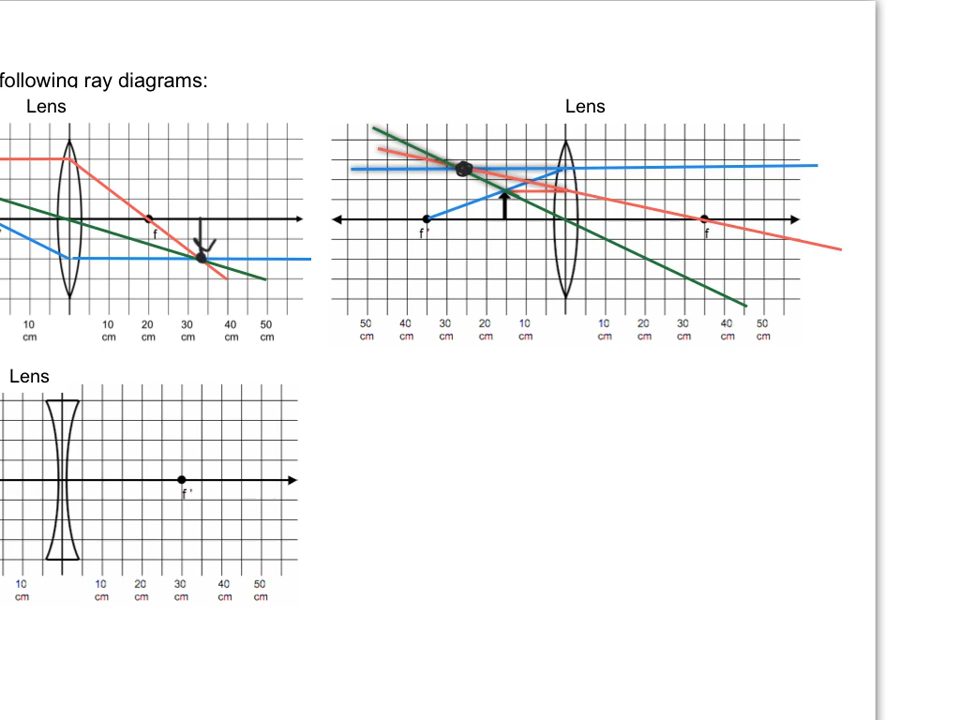 following ray diagrams:
Lens
f
10 10 20 30 40 50
cm cm cm cm cm cm
Lens
f' f
50 40 30 20 10 10 20 30 40 50
cm cm cm cm cm cm cm cm cm cm
Lens
f'
10 10 20 30 40 50
cm cm cm cm cm cm